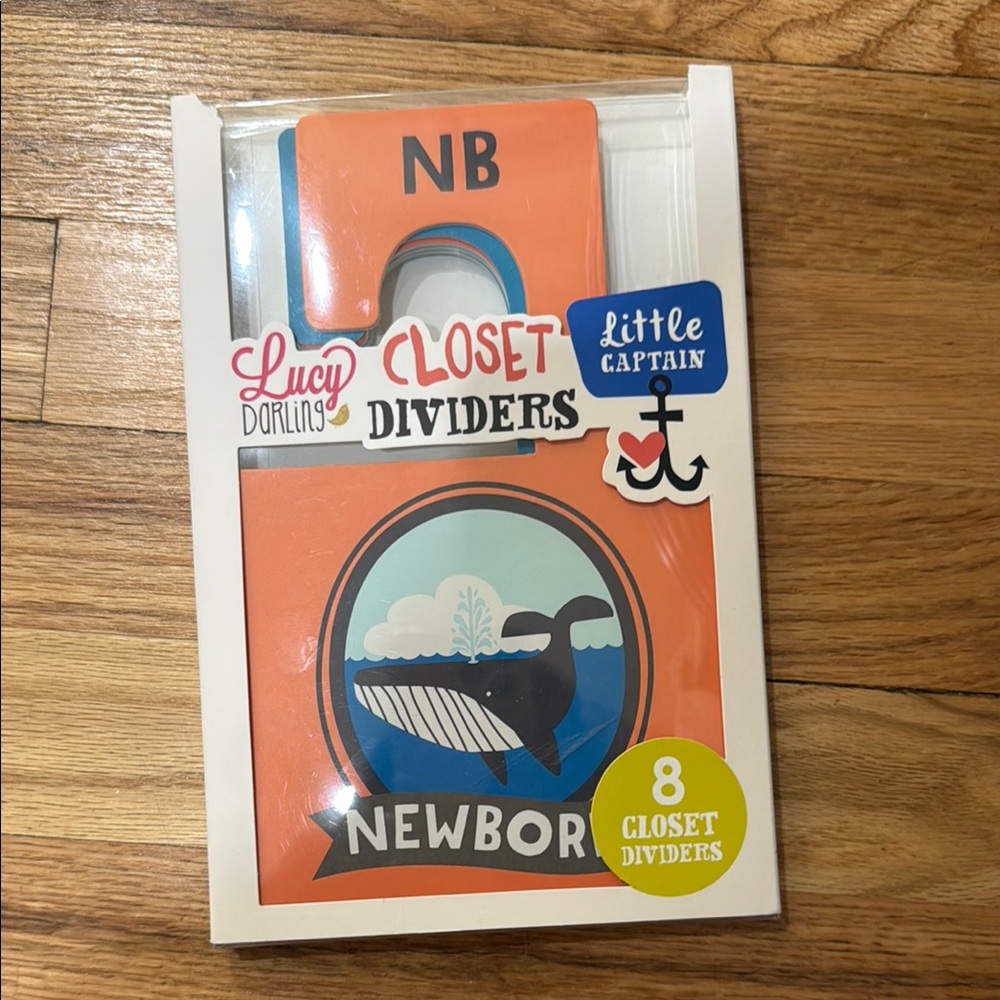 NB
Lucy
DARLING
CLOSET
DIVIDERS
Little
CAPTAIN
NEWBOR
8
CLOSET
DIVIDERS